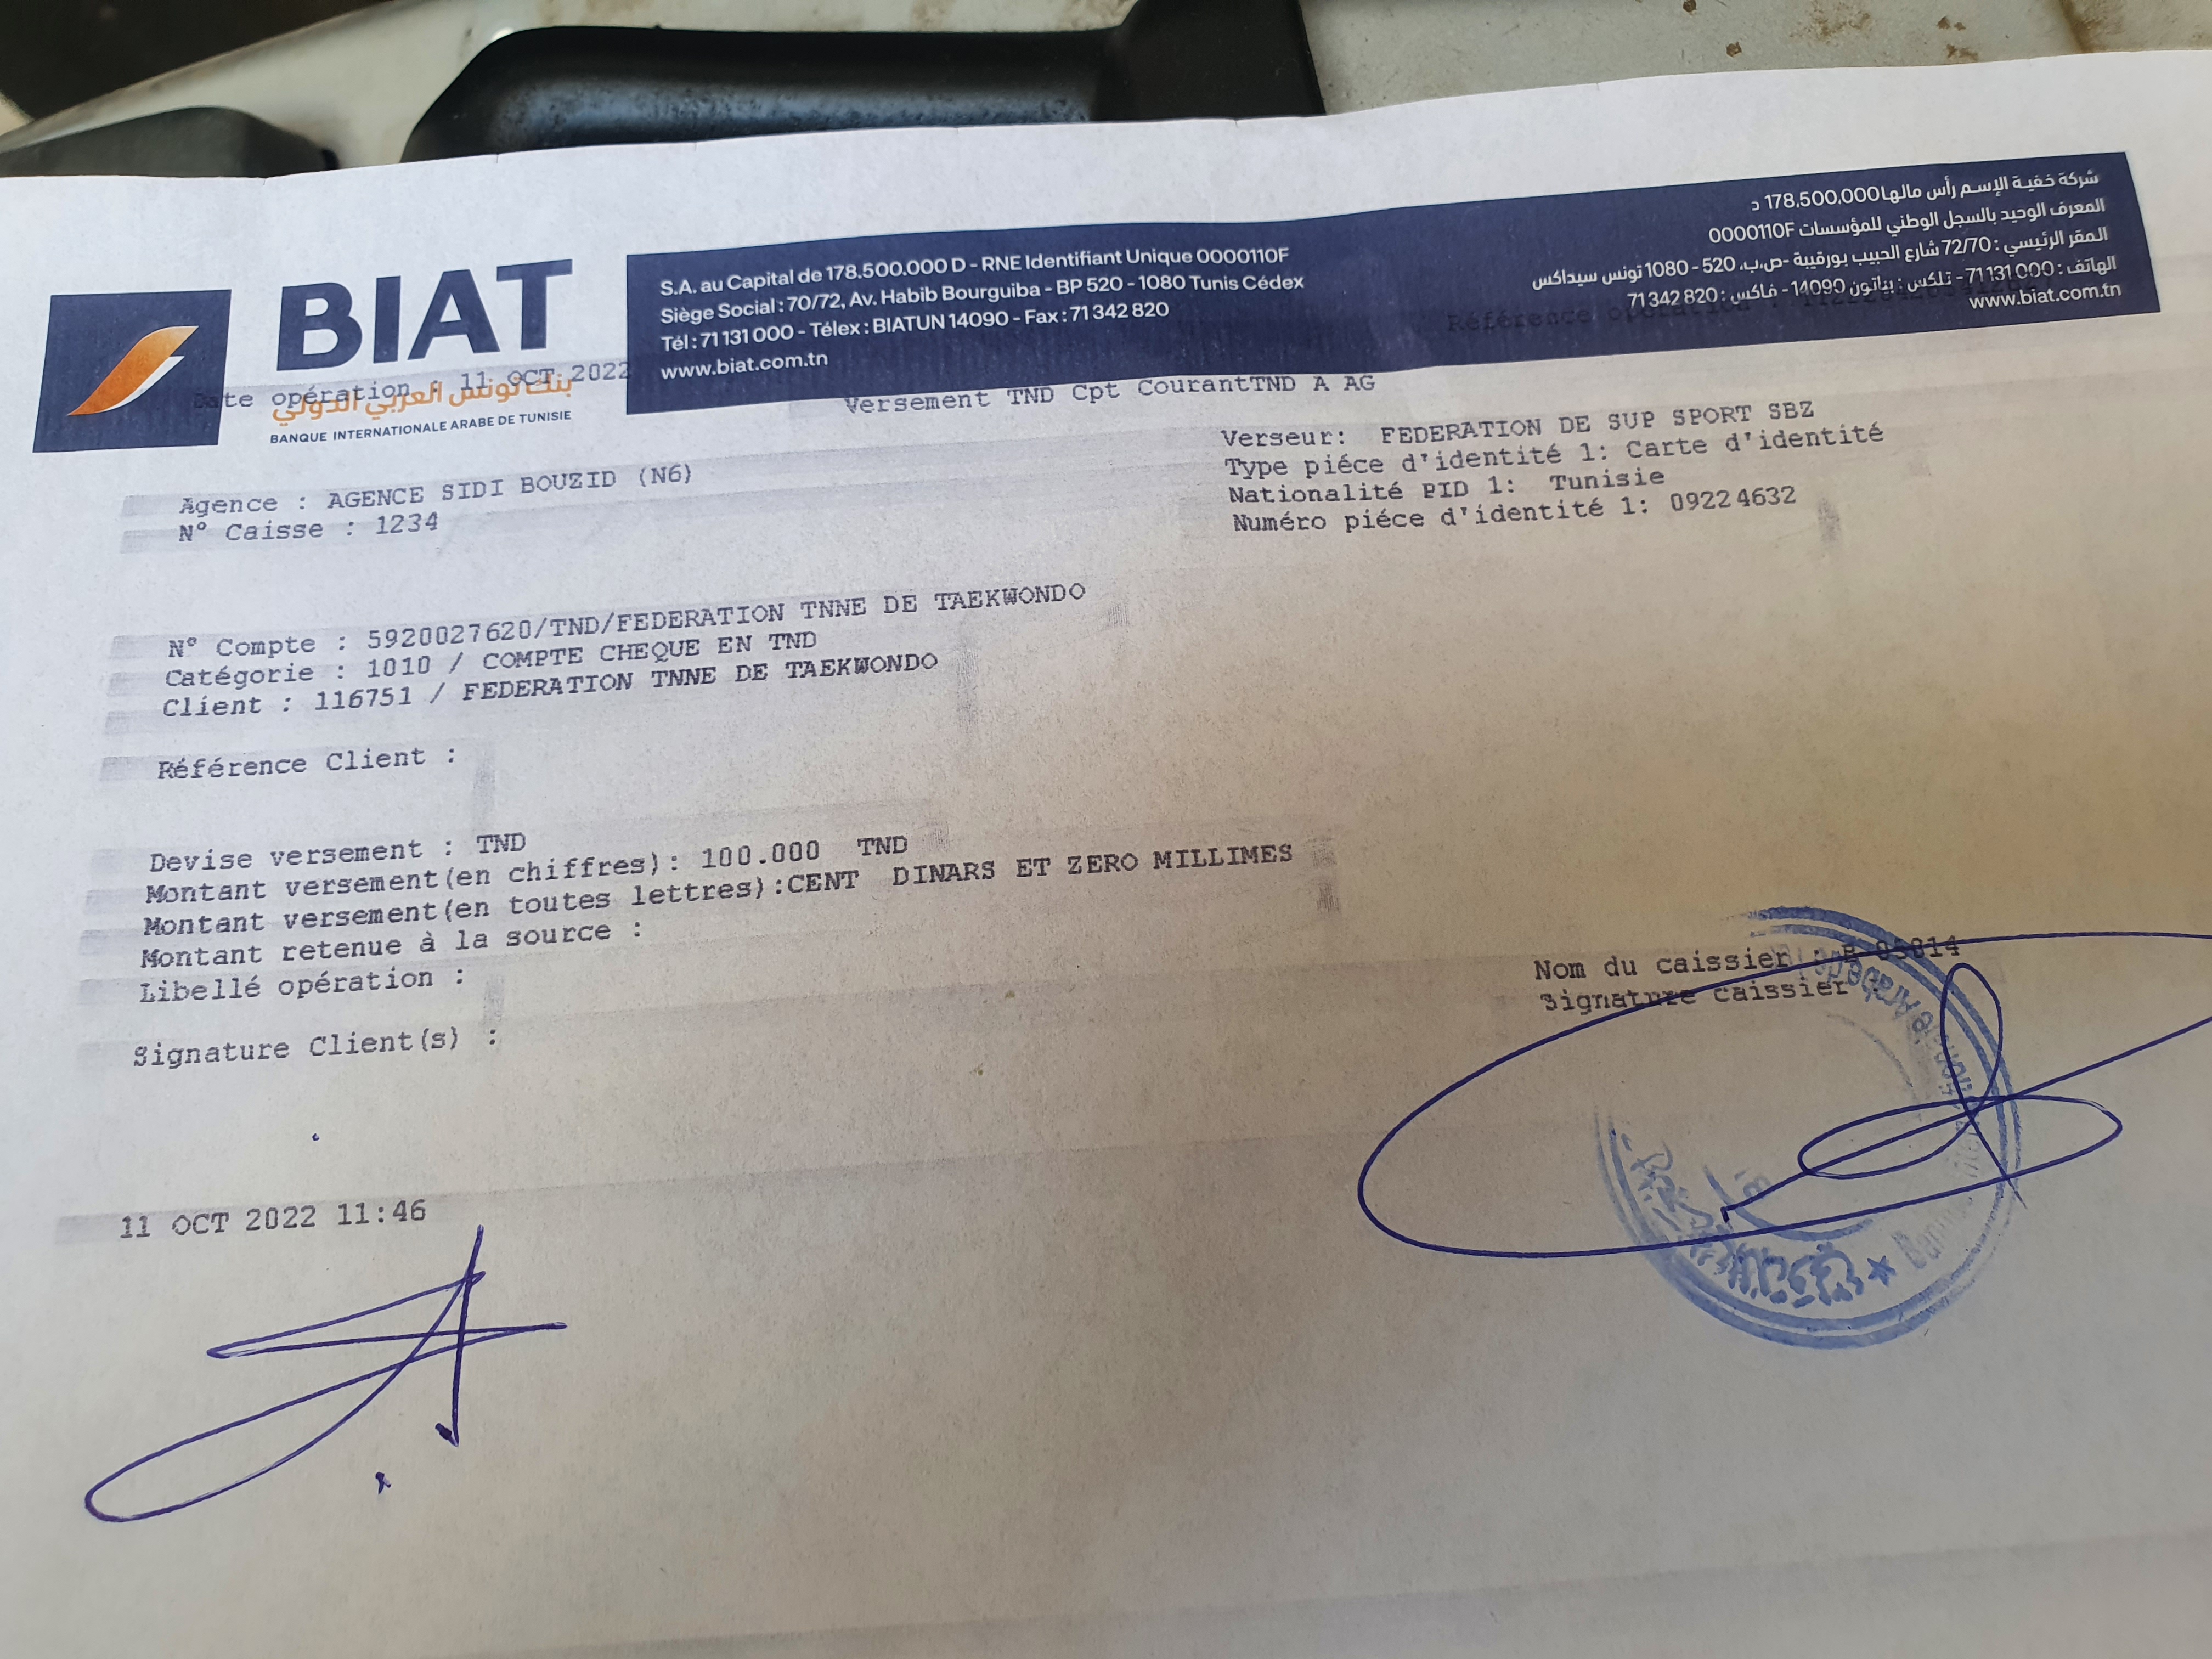 BIAT
بنك تونس العربي الدولي
BANQUE INTERNATIONALE ARABE DE TUNISIE
S.A. au Capital de 178.500.000 D - RNE Identifiant Unique 0000110F
Siège Social : 70/72, Av. Habib Bourguiba - BP 520 - 1080 Tunis Cédex
Tél : 71 131 000 - Télex : BIATUN 14090 - Fax : 71 342 820
www.biat.com.tn
شركة خفية الإسم رأس مالها 178.500.000 د
المعرف الوحيد بالسجل الوطني للمؤسسات 0000110F
المقر الرئيسي : 72/70 شارع الحبيب بورقيبة -ص.ب. 520 - 1080 تونس سيداكس
الهاتف : 71 131 000 - تلكس : بياتون 14090 - فاكس : 71 342 820
www.biat.com.tn
Référence opération :
Date opération : 11 OCT 2022
Versement TND Cpt CourantTND A AG
Verseur: FEDERATION DE SUP SPORT SBZ
Type piéce d'identité 1: Carte d'identité
Nationalité PID 1: Tunisie
Numéro piéce d'identité 1: 09224632
Agence : AGENCE SIDI BOUZID (N6)
N° Caisse : 1234
N° Compte : 5920027620/TND/FEDERATION TNNE DE TAEKWONDO
Catégorie : 1010 / COMPTE CHEQUE EN TND
Client : 116751 / FEDERATION TNNE DE TAEKWONDO
Référence Client :
Devise versement : TND
Montant versement(en chiffres): 100.000 TND
Montant versement(en toutes lettres):CENT DINARS ET ZERO MILLIMES
Montant retenue à la source :
Libellé opération :
Nom du caissier :
Signature caissier
Signature Client(s) :
11 OCT 2022 11:46